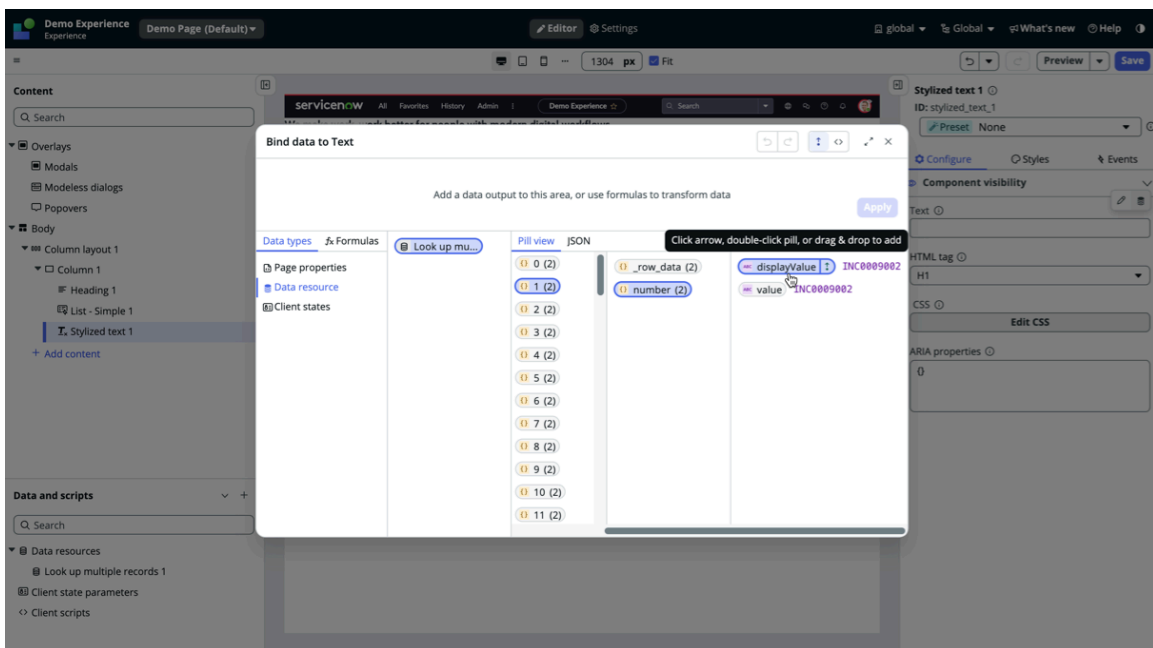 Demo Experience
Experience
Demo Page (Default)
Editor
Settings
global
Global
What's new
Help
1304 px
Fit
Preview
Save
Content
Search
Overlays
Modals
Modeless dialogs
Popovers
Body
Column layout 1
Column 1
Heading 1
List - Simple 1
Stylized text 1
+ Add content
Data and scripts
Search
Data resources
Look up multiple records 1
Client state parameters
Client scripts
servicenow
All
Favorites
History
Admin
Demo Experience
Search
Bind data to Text
Add a data output to this area, or use formulas to transform data
Apply
Data types
fx Formulas
Page properties
Data resource
Client states
Look up mu...
Pill view
JSON
Click arrow, double-click pill, or drag & drop to add
{} 0 (2)
{} 1 (2)
{} 2 (2)
{} 3 (2)
{} 4 (2)
{} 5 (2)
{} 6 (2)
{} 7 (2)
{} 8 (2)
{} 9 (2)
{} 10 (2)
{} 11 (2)
{} _row_data (2)
{} number (2)
displayValue
INC0009002
value
INC0009002
Stylized text 1
ID: stylized_text_1
Preset None
Configure
Styles
Events
Component visibility
Text
HTML tag
H1
CSS
Edit CSS
ARIA properties
{}